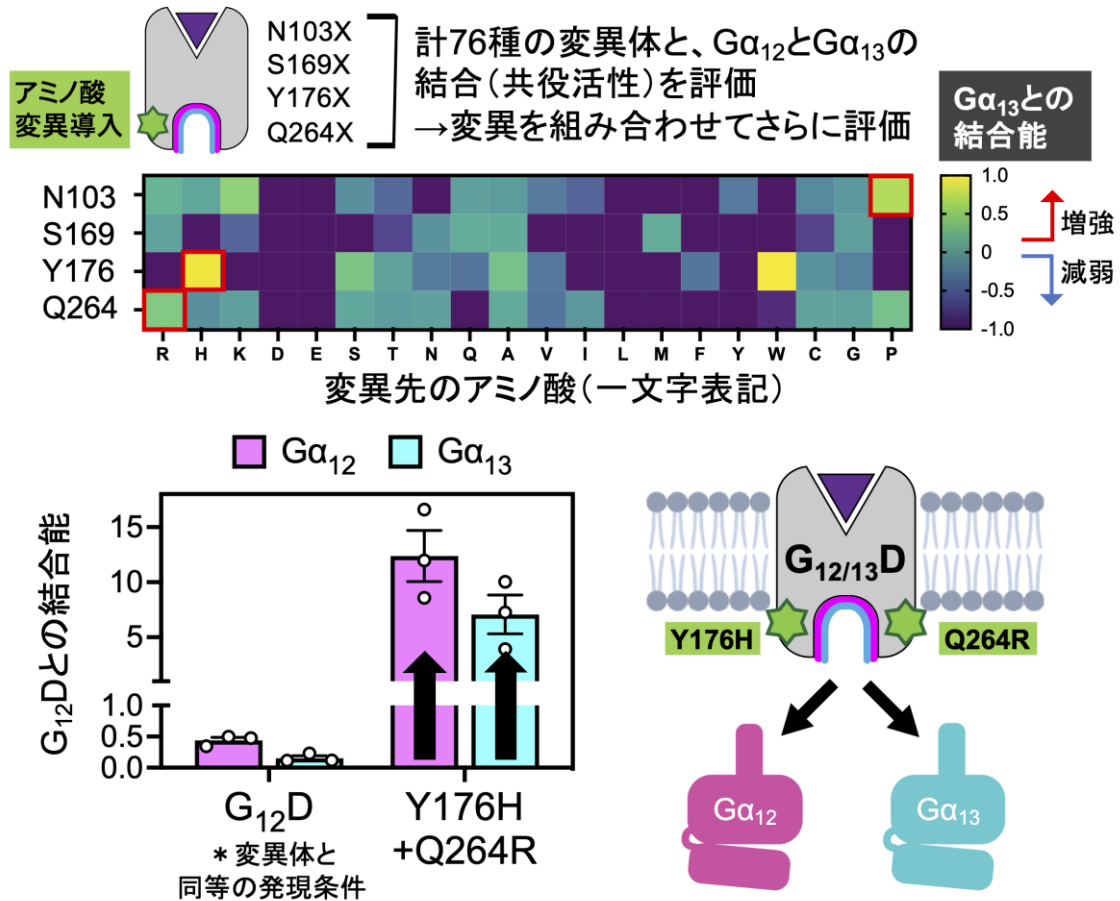 N103X
S169X
Y176X
Q264X
計76種の変異体と、Gα₁₂とGα₁₃の
結合（共役活性）を評価
→変異を組み合わせてさらに評価
アミノ酸
変異導入
Gα₁₃との
結合能
N103
S169
Y176
Q264
1.0
0.5
0
-0.5
-1.0
増強
減弱
R H K D E S T N Q A V I L M F Y W C G P
変異先のアミノ酸（一文字表記）
Gα₁₂ Gα₁₃
G₁₂Dとの結合能
15
10
5
1.0
0.5
0.0
G₁₂D
＊変異体と
同等の発現条件
Y176H
+Q264R
G₁₂/₁₃D
Y176H
Q264R
Gα₁₂
Gα₁₃